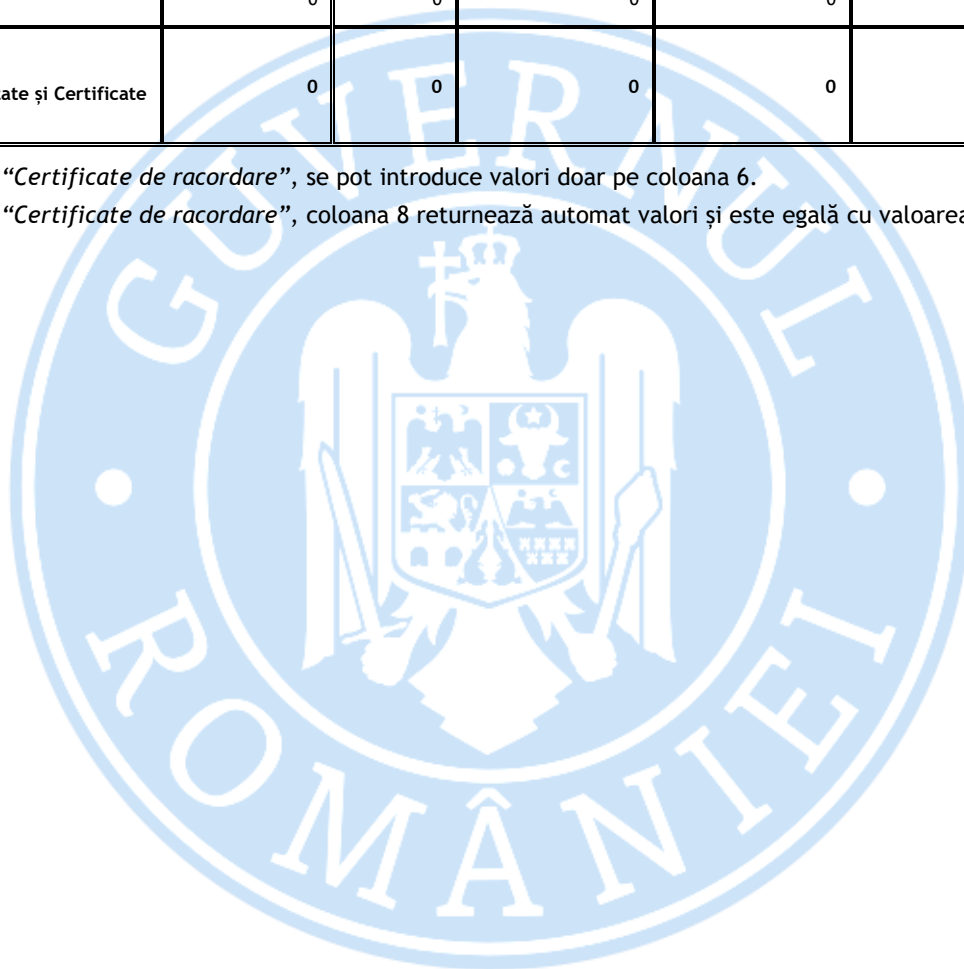 0 0 0 0
ate și Certificate 0 0 0 0
“Certificate de racordare”, se pot introduce valori doar pe coloana 6.
“Certificate de racordare”, coloana 8 returnează automat valori și este egală cu valoarea
GUVERNUL
ROMÂNIEI